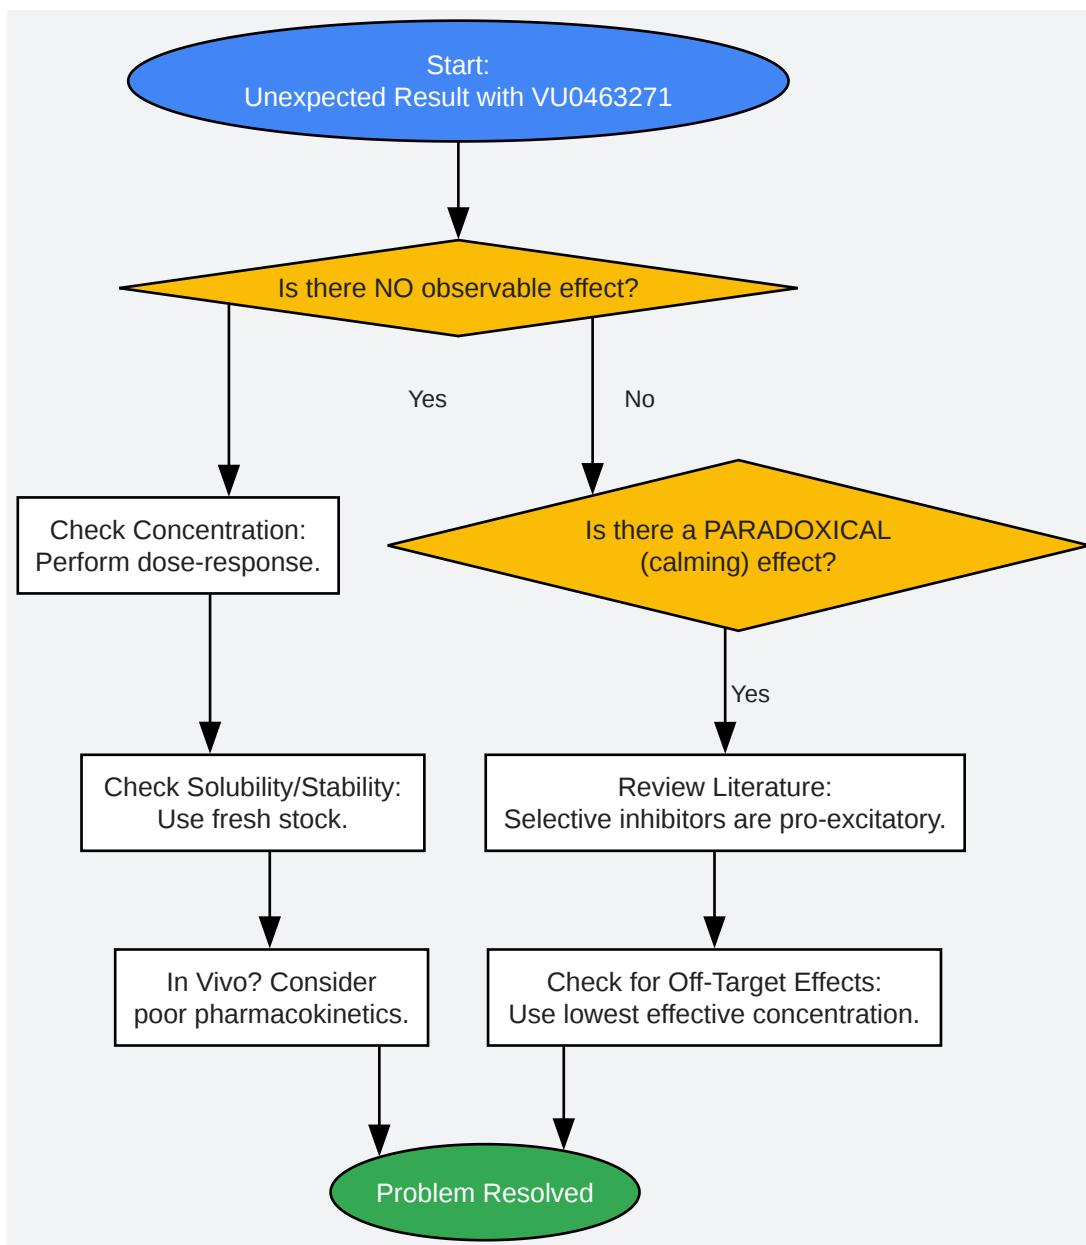 Start:
Unexpected Result with VU0463271
Is there NO observable effect?
Yes
No
Check Concentration:
Perform dose-response.
Is there a PARADOXICAL
(calming) effect?
Yes
Check Solubility/Stability:
Use fresh stock.
Review Literature:
Selective inhibitors are pro-excitatory.
In Vivo? Consider
poor pharmacokinetics.
Check for Off-Target Effects:
Use lowest effective concentration.
Problem Resolved